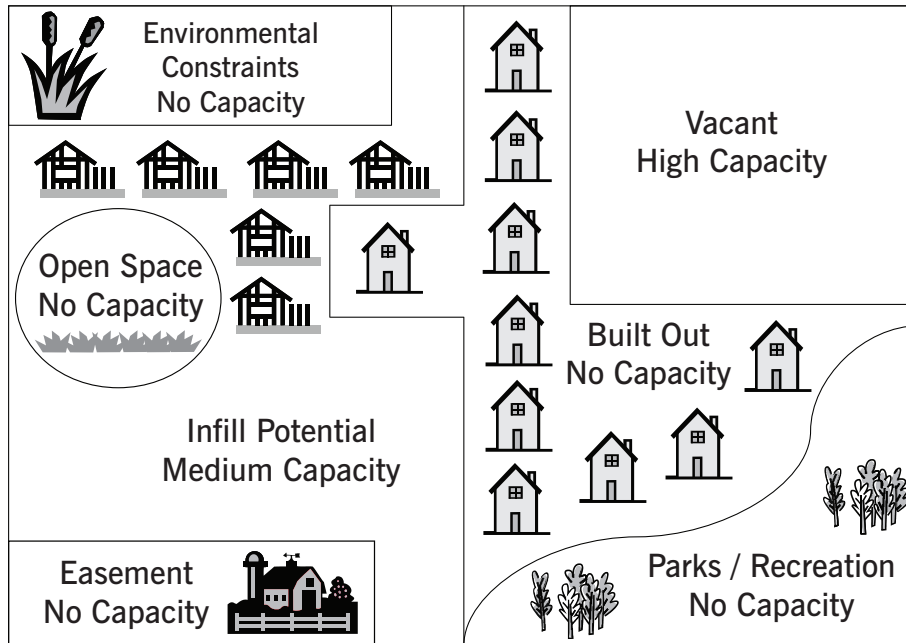 Environmental
Constraints
No Capacity
Vacant
High Capacity
Open Space
No Capacity
Built Out
No Capacity
Infill Potential
Medium Capacity
Easement
No Capacity
Parks / Recreation
No Capacity